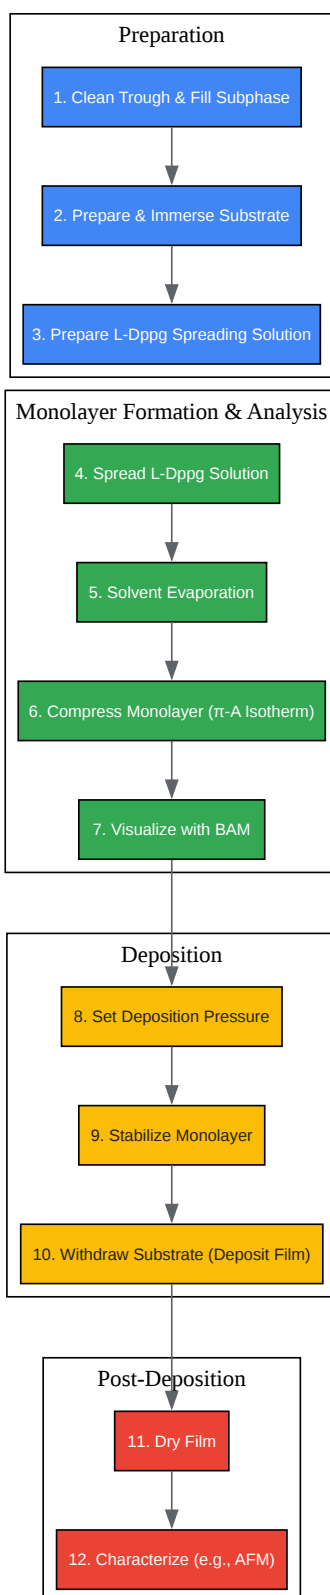 Preparation
1. Clean Trough & Fill Subphase
2. Prepare & Immerse Substrate
3. Prepare L-Dppg Spreading Solution
Monolayer Formation & Analysis
4. Spread L-Dppg Solution
5. Solvent Evaporation
6. Compress Monolayer (π-A Isotherm)
7. Visualize with BAM
Deposition
8. Set Deposition Pressure
9. Stabilize Monolayer
10. Withdraw Substrate (Deposit Film)
Post-Deposition
11. Dry Film
12. Characterize (e.g., AFM)